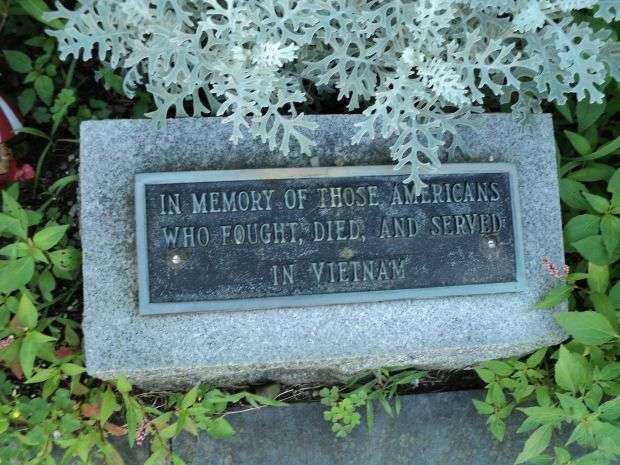 IN MEMORY OF THOSE AMERICANS
WHO FOUGHT, DIED, AND SERVED
IN VIETNAM